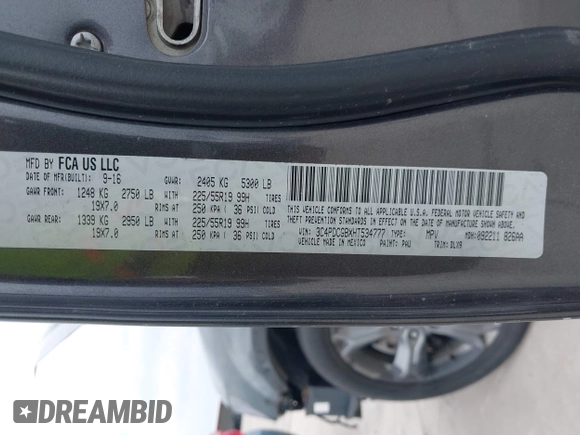 MFD BY FCA US LLC
DATE OF MFR(BUILT): 9-16 GVWR: 2405 KG 5300 LB
GAWR FRONT: 1248 KG 2750 LB WITH 225/55R19 99H TIRES
19X7.0 RIMS AT 250 KPA ( 36 PSI) COLD
GAWR REAR: 1339 KG 2950 LB WITH 225/55R19 99H TIRES
19X7.0 RIMS AT 250 KPA ( 36 PSI) COLD
THIS VEHICLE CONFORMS TO ALL APPLICABLE U.S.A. FEDERAL MOTOR VEHICLE SAFETY AND
THEFT PREVENTION STANDARDS IN EFFECT ON THE DATE OF MANUFACTURE SHOWN ABOVE.
VIN: 3C4PDCGBXHT534777 TYPE: MPV MDH: 092211 826AA
PAINT: PAU TRIM: DLX9
DREAMBID